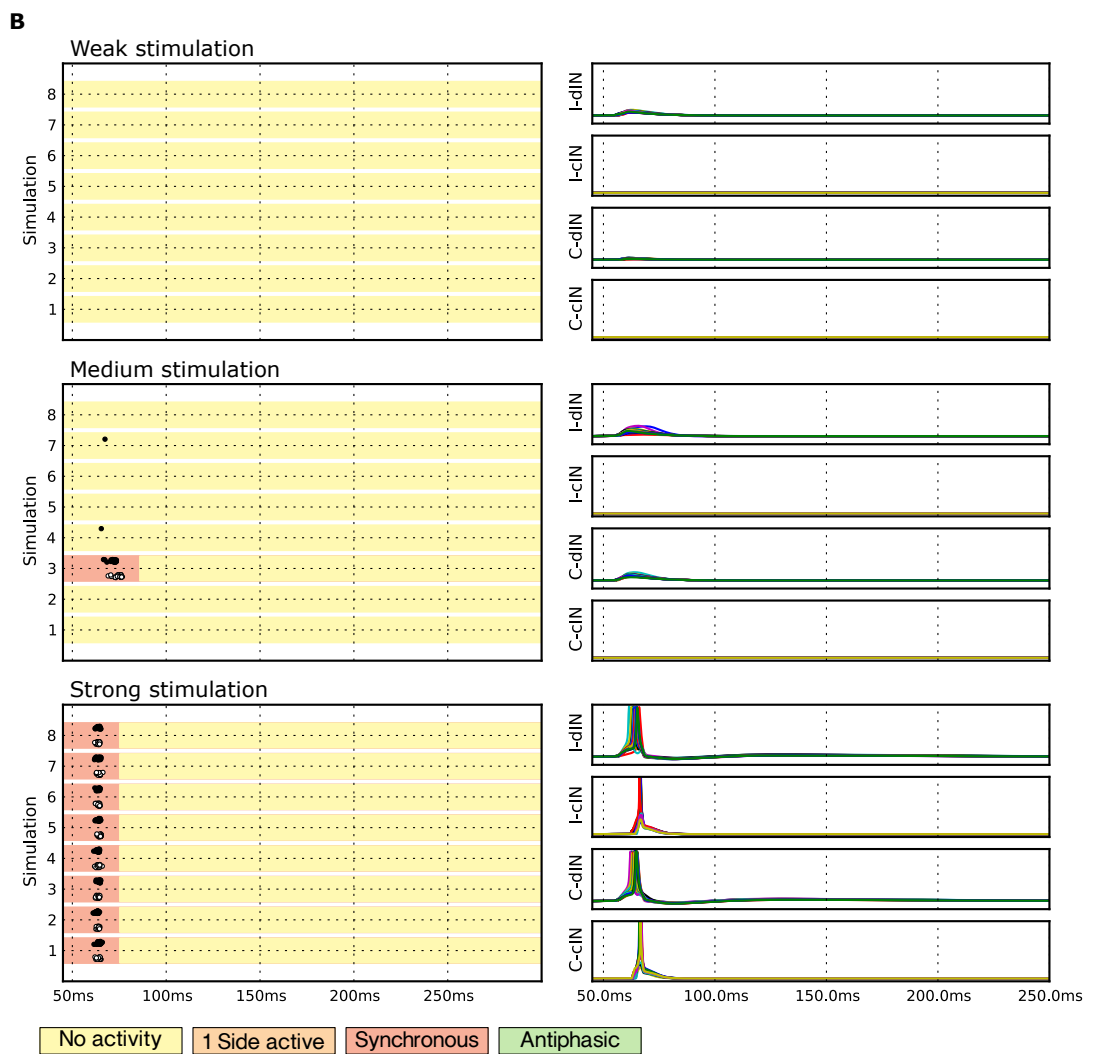 B
Weak stimulation
Simulation
8
7
6
5
4
3
2
1
I-dIN
I-cIN
C-dIN
C-cIN
Medium stimulation
Simulation
8
7
6
5
4
3
2
1
I-dIN
I-cIN
C-dIN
C-cIN
Strong stimulation
Simulation
8
7
6
5
4
3
2
1
50ms 100ms 150ms 200ms 250ms
I-dIN
I-cIN
C-dIN
C-cIN
50.0ms 100.0ms 150.0ms 200.0ms 250.0ms
No activity 1 Side active Synchronous Antiphasic